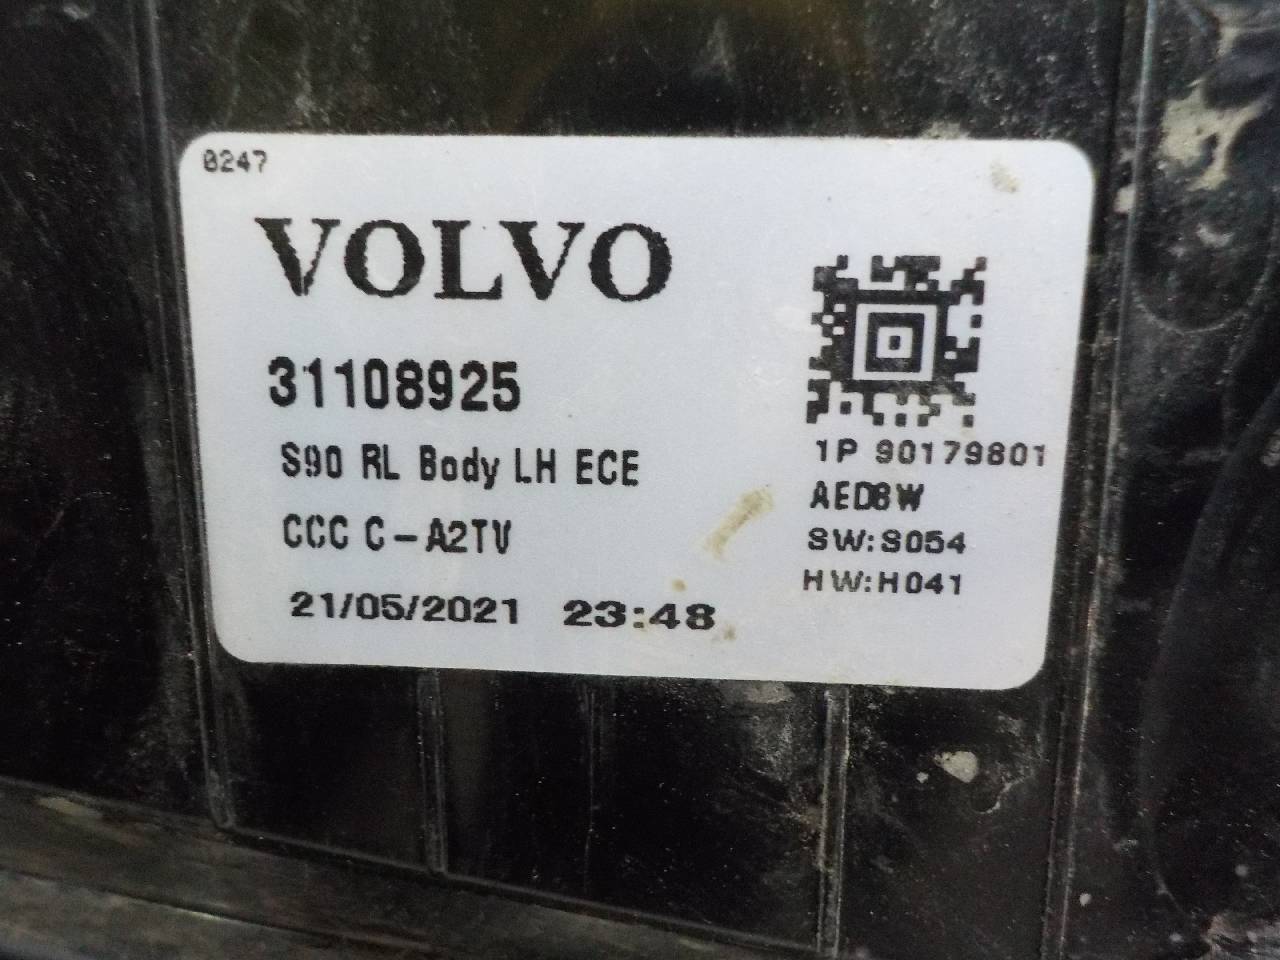 0247
VOLVO
31108925
S90 RL Body LH ECE
CCC C-A2TV
21/05/2021 23:48
1P 90179801
AED8W
SW:S054
HW:H041